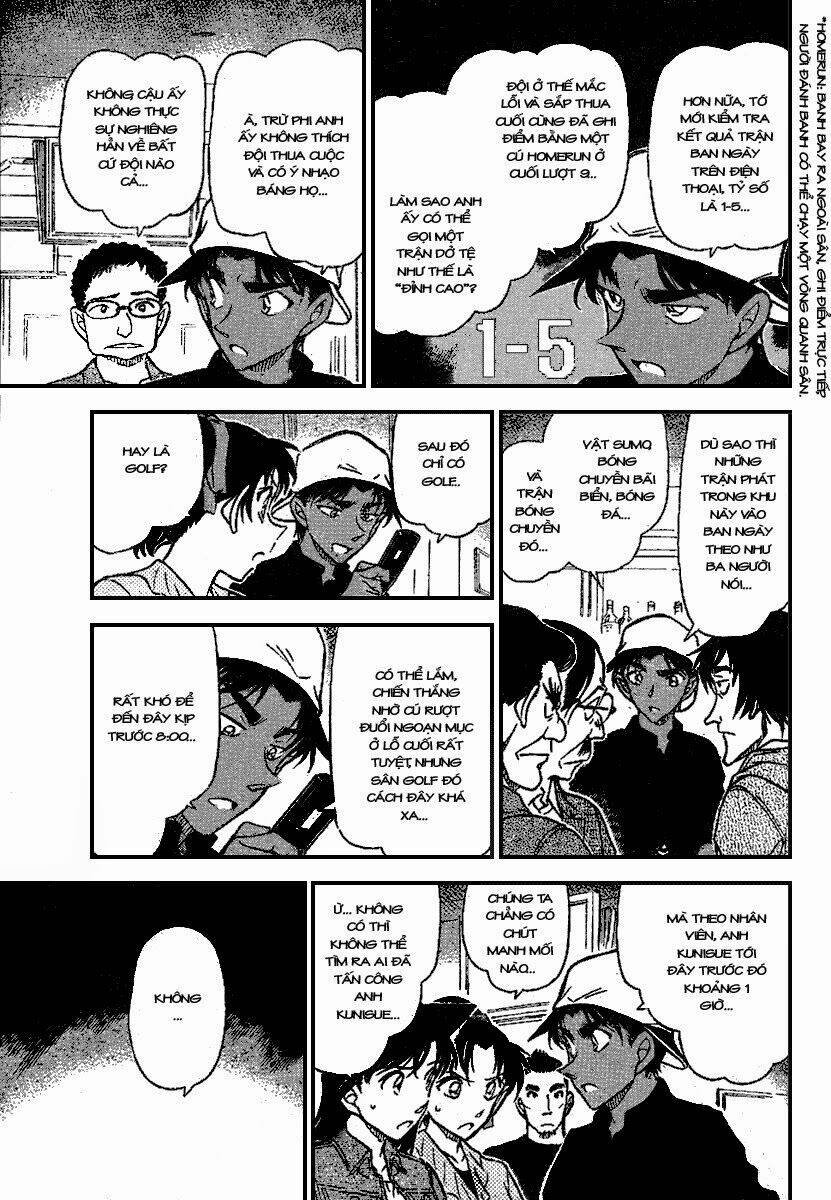 *HOMERUN: BANH BAY RA NGOÀI SÂN, GHI ĐIỂM TRỰC TIẾP
NGƯỜI ĐÁNH BANH CÓ THỂ CHẠY MỘT VÒNG QUANH SÂN.
HƠN NỮA, TỚ
MỚI KIỂM TRA
KẾT QUẢ TRẬN
BAN NGÀY
TRÊN ĐIỆN
THOẠI, TỶ SỐ
LÀ 1-5...
ĐỘI Ở THẾ MẮC
LỖI VÀ SẮP THUA
CUỐI CÙNG ĐÃ GHI
ĐIỂM BẰNG MỘT
CÚ HOMERUN Ở
CUỐI LƯỢT 9...
LÀM SAO ANH
ẤY CÓ THỂ
GỌI MỘT
TRẬN DỞ TỆ
NHƯ THẾ LÀ
"ĐỈNH CAO"?
1-5
À, TRỪ PHI ANH
ẤY KHÔNG THÍCH
ĐỘI THUA CUỘC
VÀ CÓ Ý NHẠO
BÁNG HỌ...
KHÔNG CẬU ẤY
KHÔNG THỰC
SỰ NGHIÊNG
HẲN VỀ BẤT
CỨ ĐỘI NÀO
CẢ...
DÙ SAO THÌ
NHỮNG
TRẬN PHÁT
TRONG KHU
NÀY VÀO
BAN NGÀY
THEO NHƯ
BA NGƯỜI
NÓI...
VẬT SUMO,
BÓNG
CHUYỀN BÃI
BIỂN, BÓNG
ĐÁ...
VÀ
TRẬN
BÓNG
CHUYỀN
ĐÓ...
SAU ĐÓ
CHỈ CÓ
GOLF...
HAY LÀ
GOLF?
CÓ THỂ LẮM,
CHIẾN THẮNG
NHỜ CÚ RƯỢT
ĐUỔI NGOẠN MỤC
Ở LỖ CUỐI RẤT
TUYỆT, NHƯNG
SÂN GOLF ĐÓ
CÁCH ĐÂY KHÁ
XA...
RẤT KHÓ ĐỂ
ĐẾN ĐÂY KỊP
TRƯỚC 8:00...
MÀ THEO NHÂN
VIÊN, ANH
KUNISUE TỚI
ĐÂY TRƯỚC ĐÓ
KHOẢNG 1
GIỜ...
CHÚNG TA
CHẲNG CÓ
CHÚT
MANH MỐI
NÀO...
Ừ... KHÔNG
CÓ THÌ
KHÔNG THỂ
TÌM RA AI ĐÃ
TẤN CÔNG
ANH
KUNISUE...
KHÔNG
...